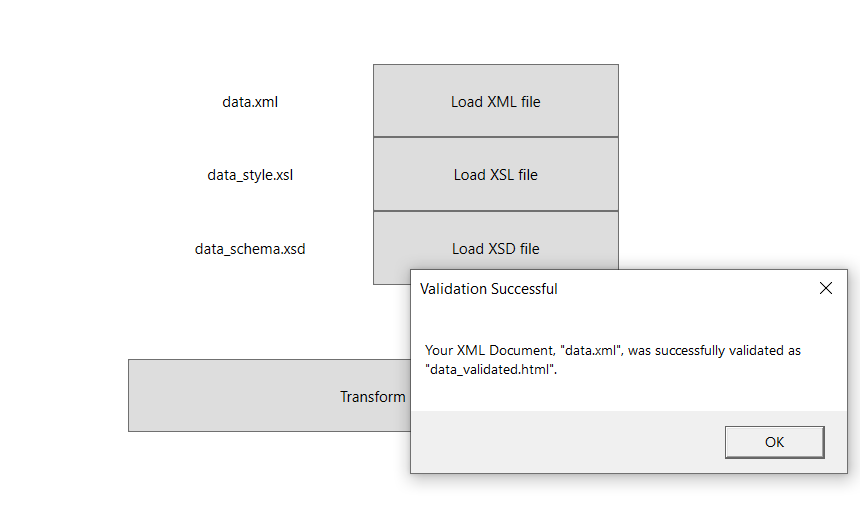 data.xml
Load XML file
data_style.xsl
Load XSL file
data_schema.xsd
Load XSD file
Validation Successful
Your XML Document, "data.xml", was successfully validated as
"data_validated.html".
Transform
OK